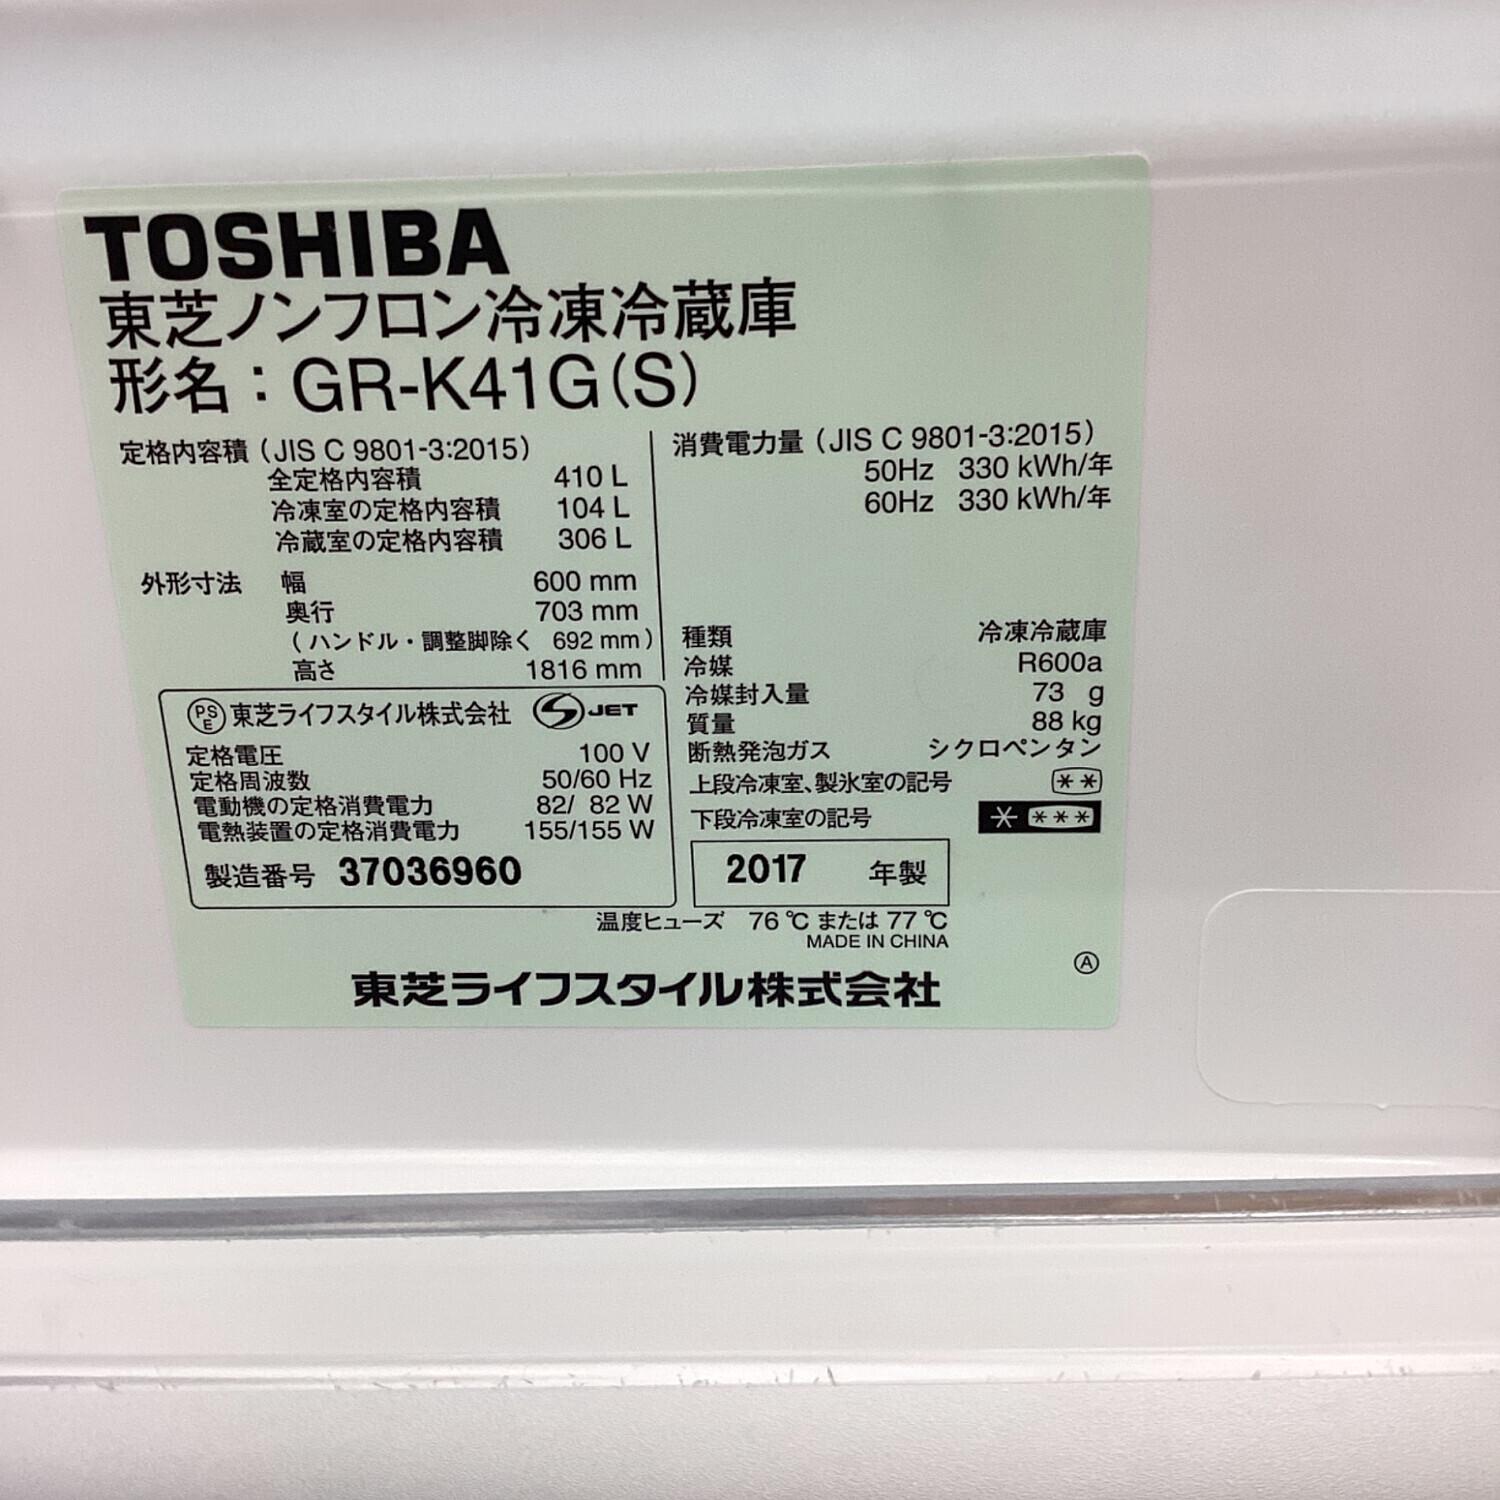 TOSHIBA
東芝ノンフロン冷凍冷蔵庫
形名：GR-K41G(S)
定格内容積（JIS C 9801-3:2015）
全定格内容積 410 L
冷凍室の定格内容積 104 L
冷蔵室の定格内容積 306 L
外形寸法 幅 600 mm
奥行 703 mm
（ハンドル・調整脚除く 692 mm）
高さ 1816 mm
消費電力量（JIS C 9801-3:2015）
50Hz 330 kWh/年
60Hz 330 kWh/年
種類 冷凍冷蔵庫
冷媒 R600a
冷媒封入量 73 g
質量 88 kg
断熱発泡ガス シクロペンタン
上段冷凍室、製氷室の記号 **
下段冷凍室の記号 * ***
PSE 東芝ライフスタイル株式会社 S JET
定格電圧 100 V
定格周波数 50/60 Hz
電動機の定格消費電力 82/ 82 W
電熱装置の定格消費電力 155/155 W
製造番号 37036960
2017 年製
温度ヒューズ 76 ℃ または 77 ℃
MADE IN CHINA
東芝ライフスタイル株式会社
Ⓐ